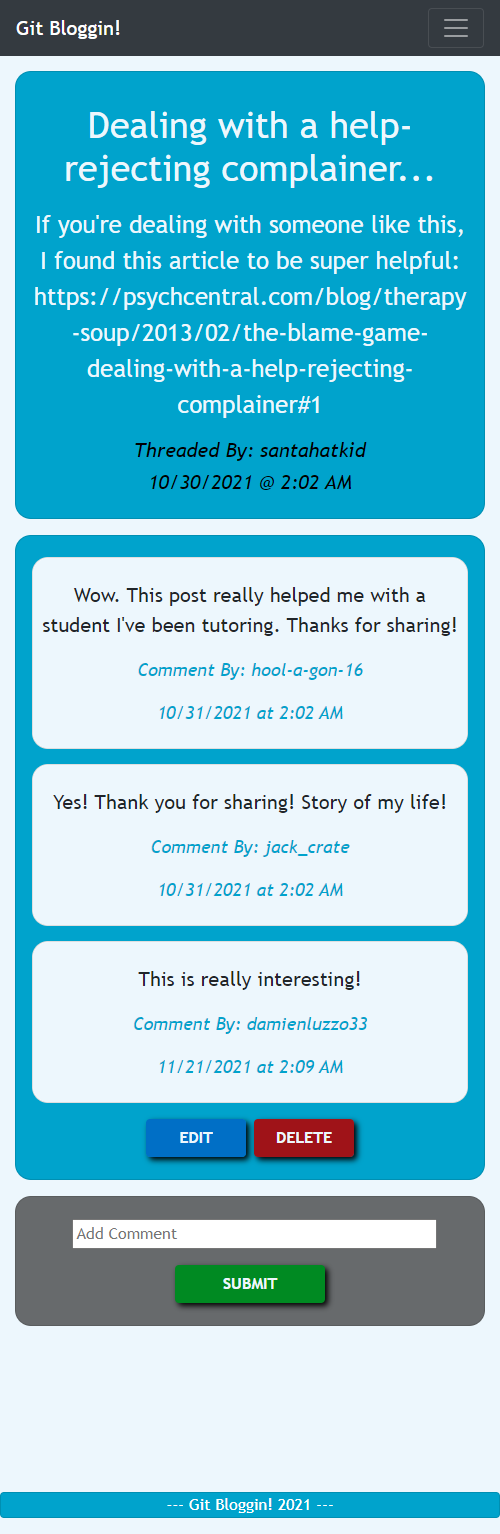 Git Bloggin!
Dealing with a help-
rejecting complainer...
If you're dealing with someone like this,
I found this article to be super helpful:
https://psychcentral.com/blog/therapy
-soup/2013/02/the-blame-game-
dealing-with-a-help-rejecting-
complainer#1
Threaded By: santahatkid
10/30/2021 @ 2:02 AM
Wow. This post really helped me with a
student I've been tutoring. Thanks for sharing!
Comment By: hool-a-gon-16
10/31/2021 at 2:02 AM
Yes! Thank you for sharing! Story of my life!
Comment By: jack_crate
10/31/2021 at 2:02 AM
This is really interesting!
Comment By: damienluzzo33
11/21/2021 at 2:09 AM
EDIT DELETE
Add Comment
SUBMIT
--- Git Bloggin! 2021 ---